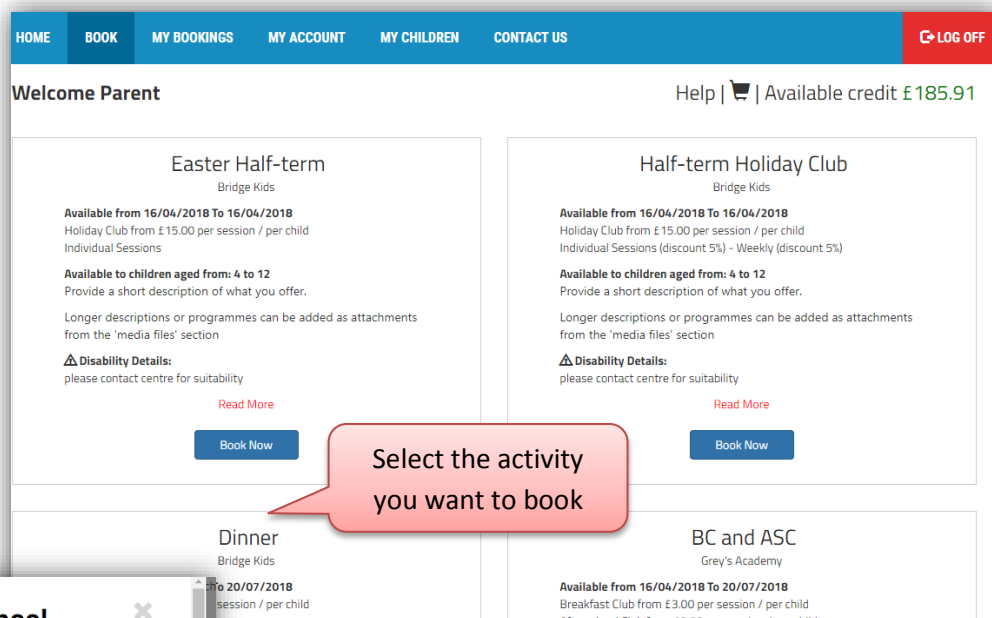 HOME BOOK MY BOOKINGS MY ACCOUNT MY CHILDREN CONTACT US LOG OFF
Welcome Parent
Help | | Available credit £185.91
Easter Half-term
Bridge Kids
Available from 16/04/2018 To 16/04/2018
Holiday Club from £15.00 per session / per child
Individual Sessions
Available to children aged from: 4 to 12
Provide a short description of what you offer.
Longer descriptions or programmes can be added as attachments
from the 'media files' section
Disability Details:
please contact centre for suitability
Read More
Book Now
Half-term Holiday Club
Bridge Kids
Available from 16/04/2018 To 16/04/2018
Holiday Club from £15.00 per session / per child
Individual Sessions (discount 5%) - Weekly (discount 5%)
Available to children aged from: 4 to 12
Provide a short description of what you offer.
Longer descriptions or programmes can be added as attachments
from the 'media files' section
Disability Details:
please contact centre for suitability
Read More
Book Now
Select the activity
you want to book
Dinner
Bridge Kids
20/07/2018
session / per child
BC and ASC
Grey's Academy
Available from 16/04/2018 To 20/07/2018
Breakfast Club from £3.00 per session / per child